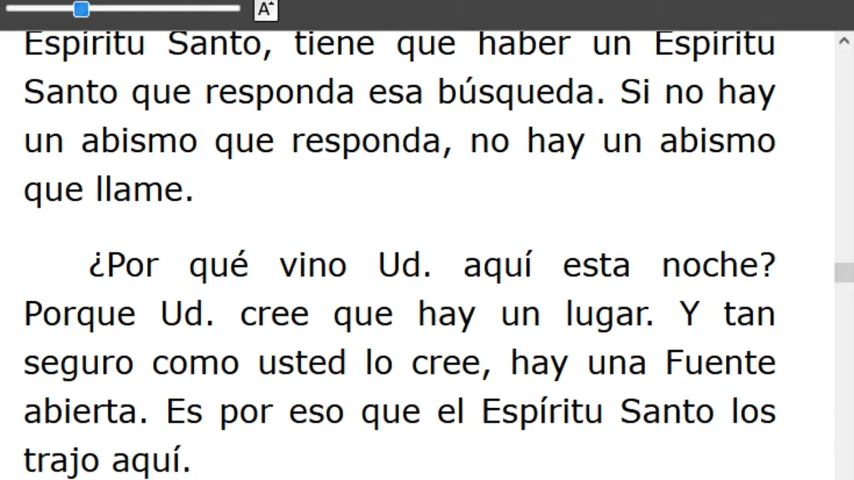 A
Espíritu Santo, tiene que haber un Espíritu
Santo que responda esa búsqueda. Si no hay
un abismo que responda, no hay un abismo
que llame.
¿Por qué vino Ud. aquí esta noche?
Porque Ud. cree que hay un lugar. Y tan
seguro como usted lo cree, hay una Fuente
abierta. Es por eso que el Espíritu Santo los
trajo aquí.